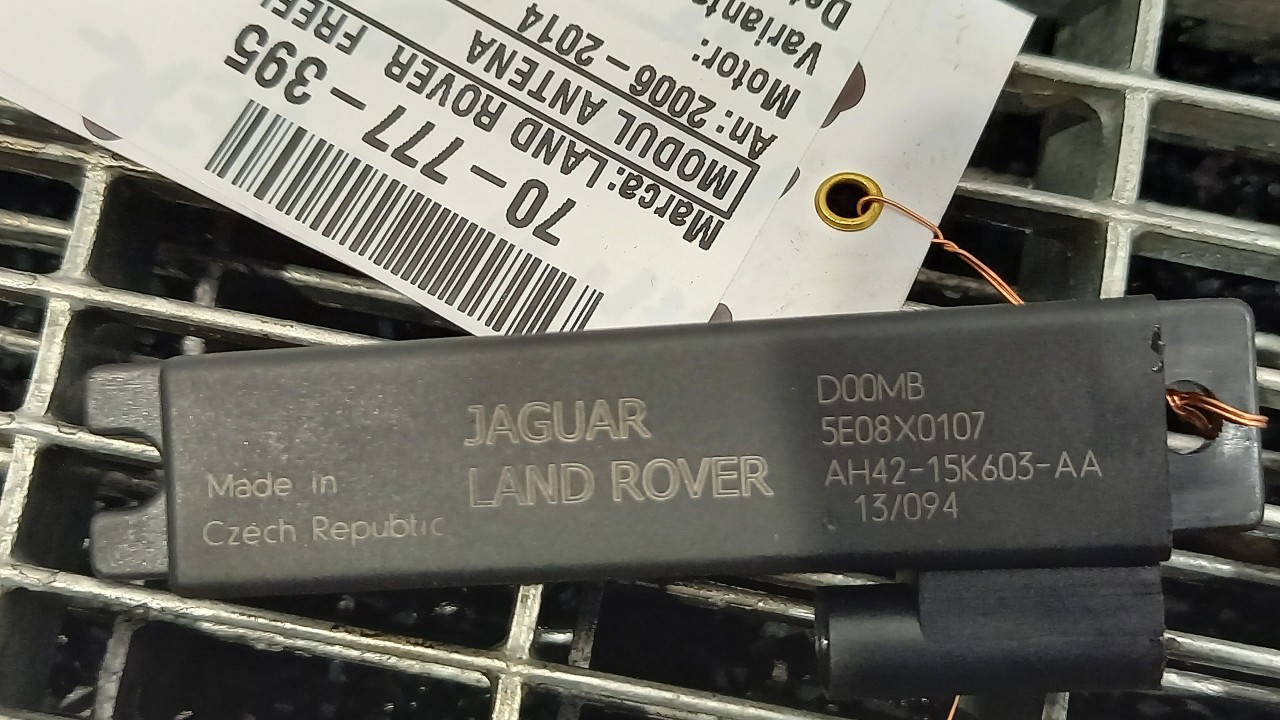 70-777-395
Marca: LAND ROVER FREE
MODUL ANTENA
An: 2006-2014
Motor:
Varianta
JAGUAR
LAND ROVER
Made in
Czech Republic
D00MB
5E08X0107
AH42-15K603-AA
13/094